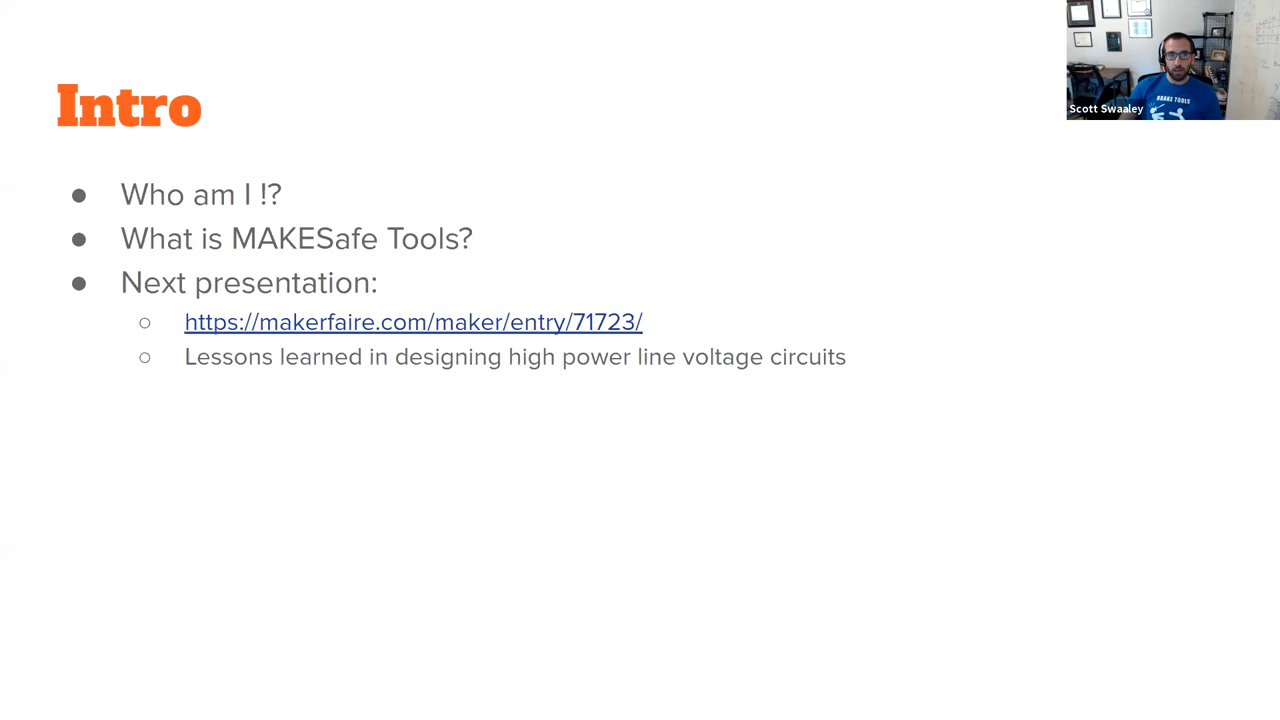 Intro
Who am I !?
What is MAKESafe Tools?
Next presentation:
https://makerfaire.com/maker/entry/71723/
Lessons learned in designing high power line voltage circuits
Scott Swaaley
BRAKE TOOLS